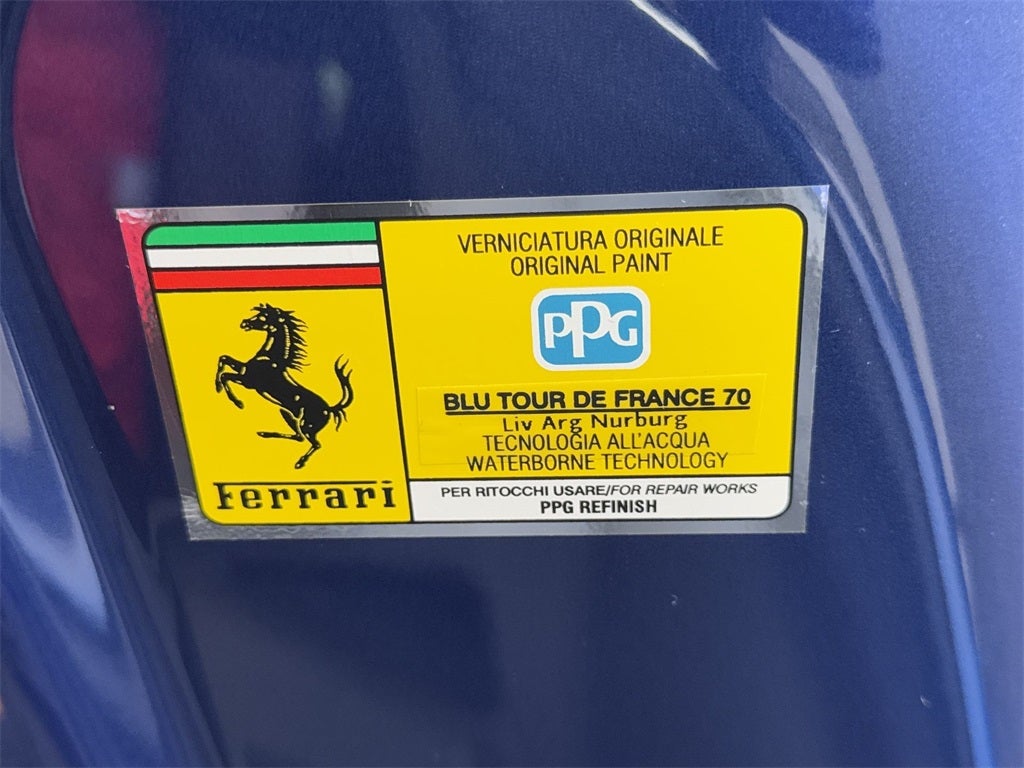 VERNICIATURA ORIGINALE
ORIGINAL PAINT
PPG
BLU TOUR DE FRANCE 70
Liv Arg Nurburg
TECNOLOGIA ALL'ACQUA
WATERBORNE TECHNOLOGY
Ferrari
PER RITOCCHI USARE/FOR REPAIR WORKS
PPG REFINISH